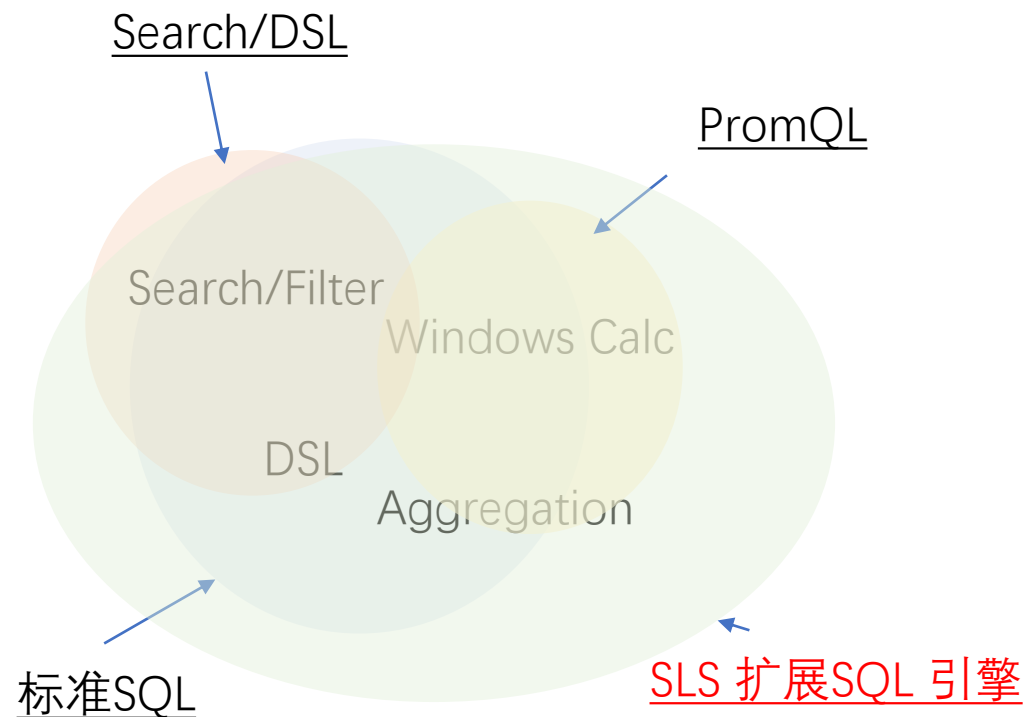 Search/DSL
PromQL
Search/Filter
Windows Calc
DSL
Aggregation
标准SQL
SLS 扩展SQL 引擎